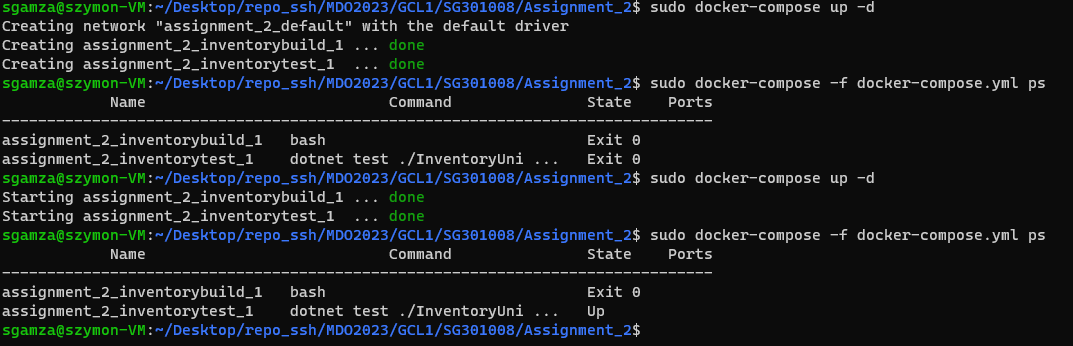 sgamza@szymon-VM:~/Desktop/repo_ssh/MDO2023/GCL1/SG301008/Assignment_2$ sudo docker-compose up -d
Creating network "assignment_2_default" with the default driver
Creating assignment_2_inventorybuild_1 ... done
Creating assignment_2_inventorytest_1  ... done
sgamza@szymon-VM:~/Desktop/repo_ssh/MDO2023/GCL1/SG301008/Assignment_2$ sudo docker-compose -f docker-compose.yml ps
            Name                           Command               State    Ports
-------------------------------------------------------------------------------
assignment_2_inventorybuild_1   bash                             Exit 0
assignment_2_inventorytest_1    dotnet test ./InventoryUni ...   Exit 0
sgamza@szymon-VM:~/Desktop/repo_ssh/MDO2023/GCL1/SG301008/Assignment_2$ sudo docker-compose up -d
Starting assignment_2_inventorybuild_1 ... done
Starting assignment_2_inventorytest_1  ... done
sgamza@szymon-VM:~/Desktop/repo_ssh/MDO2023/GCL1/SG301008/Assignment_2$ sudo docker-compose -f docker-compose.yml ps
            Name                           Command               State    Ports
-------------------------------------------------------------------------------
assignment_2_inventorybuild_1   bash                             Exit 0
assignment_2_inventorytest_1    dotnet test ./InventoryUni ...   Up
sgamza@szymon-VM:~/Desktop/repo_ssh/MDO2023/GCL1/SG301008/Assignment_2$